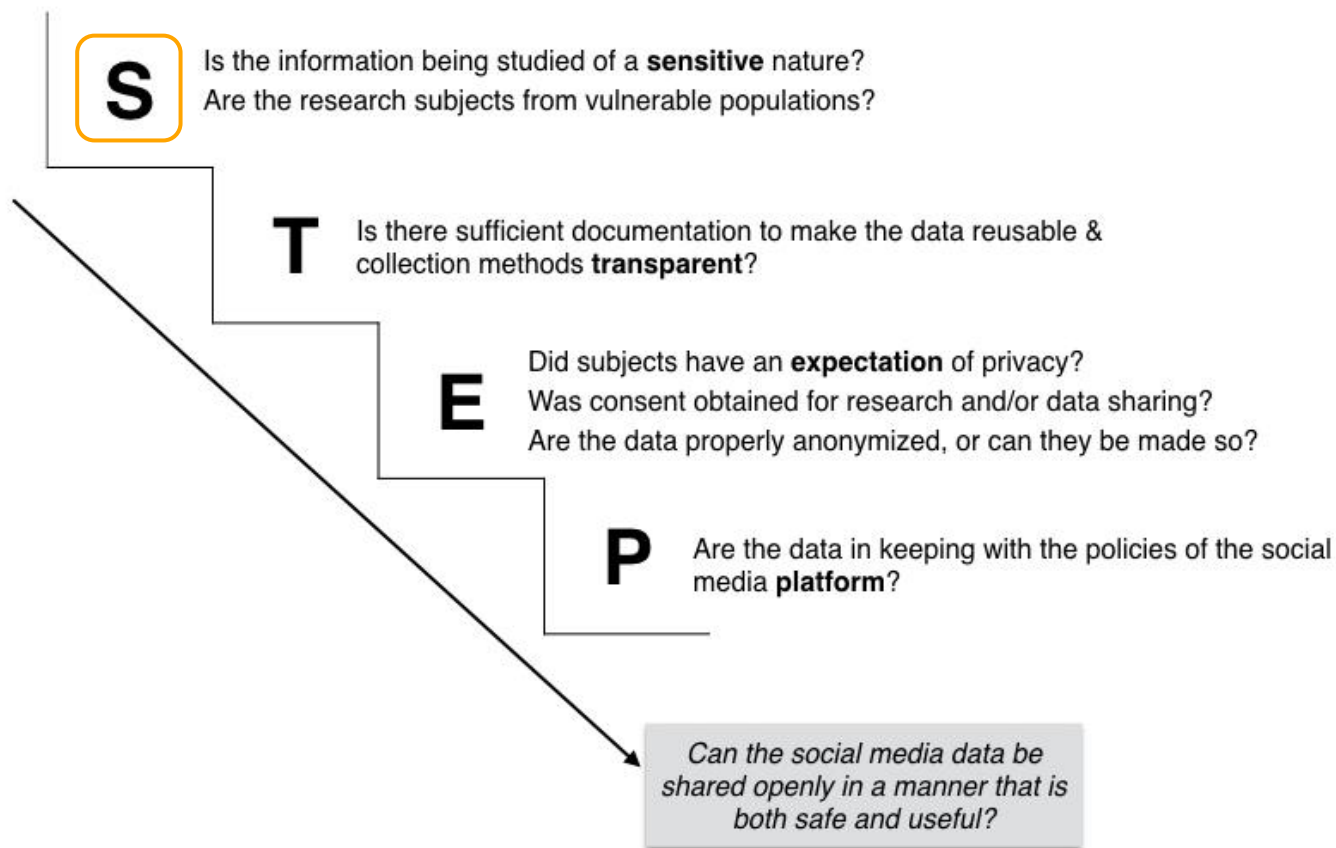 S
Is the information being studied of a sensitive nature?
Are the research subjects from vulnerable populations?
T
Is there sufficient documentation to make the data reusable &
collection methods transparent?
E
Did subjects have an expectation of privacy?
Was consent obtained for research and/or data sharing?
Are the data properly anonymized, or can they be made so?
P
Are the data in keeping with the policies of the social
media platform?
Can the social media data be
shared openly in a manner that is
both safe and useful?